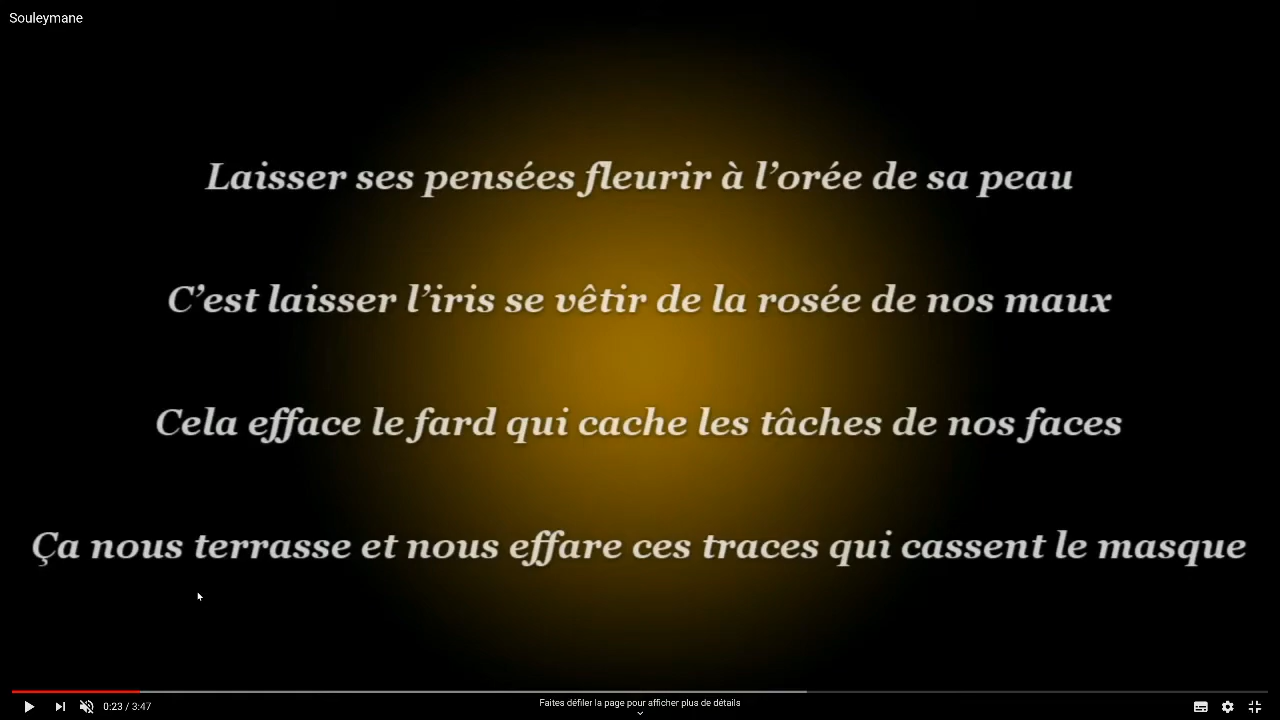 Souleymane
Laisser ses pensées fleurir à l’orée de sa peau
C’est laisser l’iris se vêtir de la rosée de nos maux
Cela efface le fard qui cache les tâches de nos faces
Ça nous terrasse et nous effare ces traces qui cassent le masque
0:23 / 3:47
Faites défiler la page pour afficher plus de détails